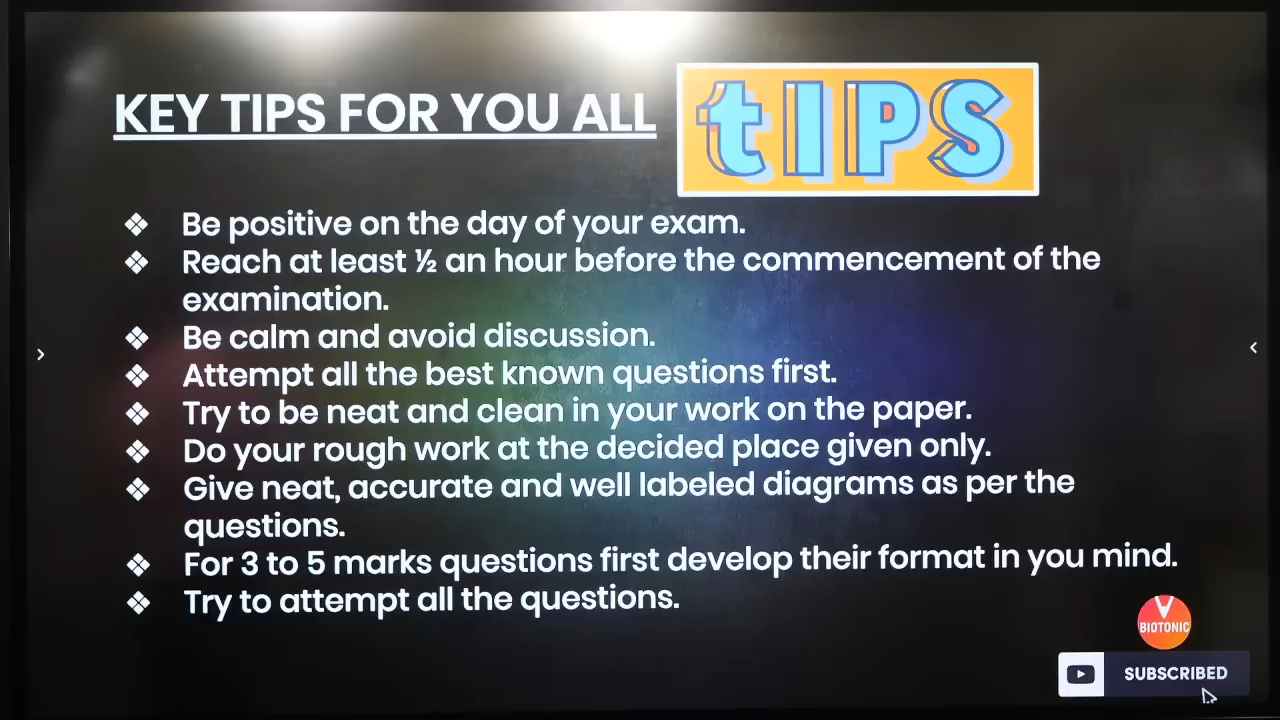 KEY TIPS FOR YOU ALL
tIPS
❖ Be positive on the day of your exam.
❖ Reach at least ½ an hour before the commencement of the
examination.
❖ Be calm and avoid discussion.
❖ Attempt all the best known questions first.
❖ Try to be neat and clean in your work on the paper.
❖ Do your rough work at the decided place given only.
❖ Give neat, accurate and well labeled diagrams as per the
questions.
❖ For 3 to 5 marks questions first develop their format in you mind.
❖ Try to attempt all the questions.
V
BIOTONIC
SUBSCRIBED